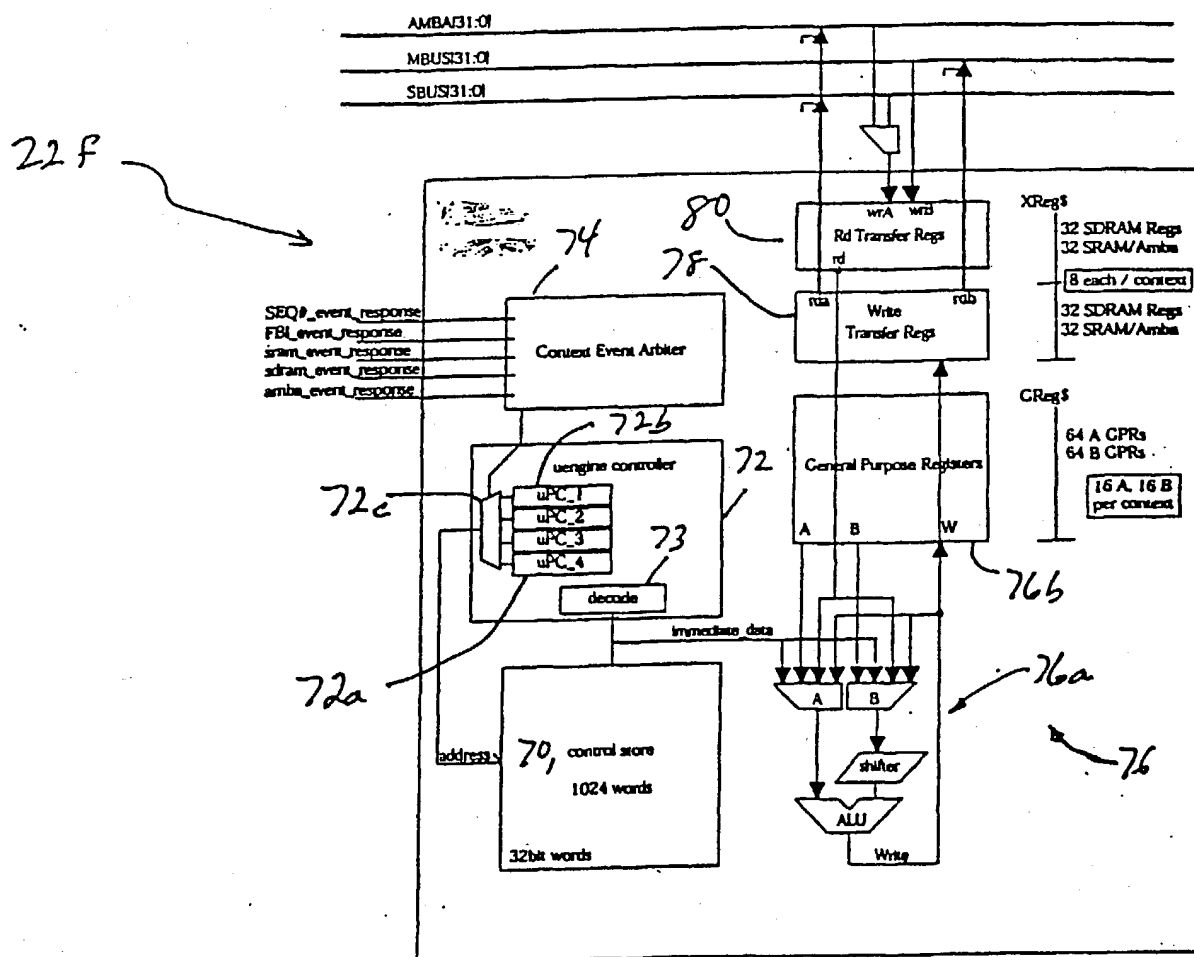 AMBA[31:0]
MBUS[31:0]
SBUS[31:0]
22f
80
wrA wrB
Rd Transfer Regs
rd
XReg$
32 SDRAM Regs
32 SRAM/Amba
8 each / context
32 SDRAM Regs
32 SRAM/Amba
78
rda rdb
Write
Transfer Regs
74
SEQ#_event_response
FBI_event_response
sram_event_response
sdram_event_response
amba_event_response
Context Event Arbiter
GReg$
64 A GPRs
64 B GPRs
16 A, 16 B
per context
General Purpose Registers
A B W
76b
72b
72
uengine controller
72c
uPC_1
uPC_2
uPC_3
uPC_4
73
decode
72a
immediate data
A B
76a
76
shifter
ALU
Write
address
70, control store
1024 words
32bit words